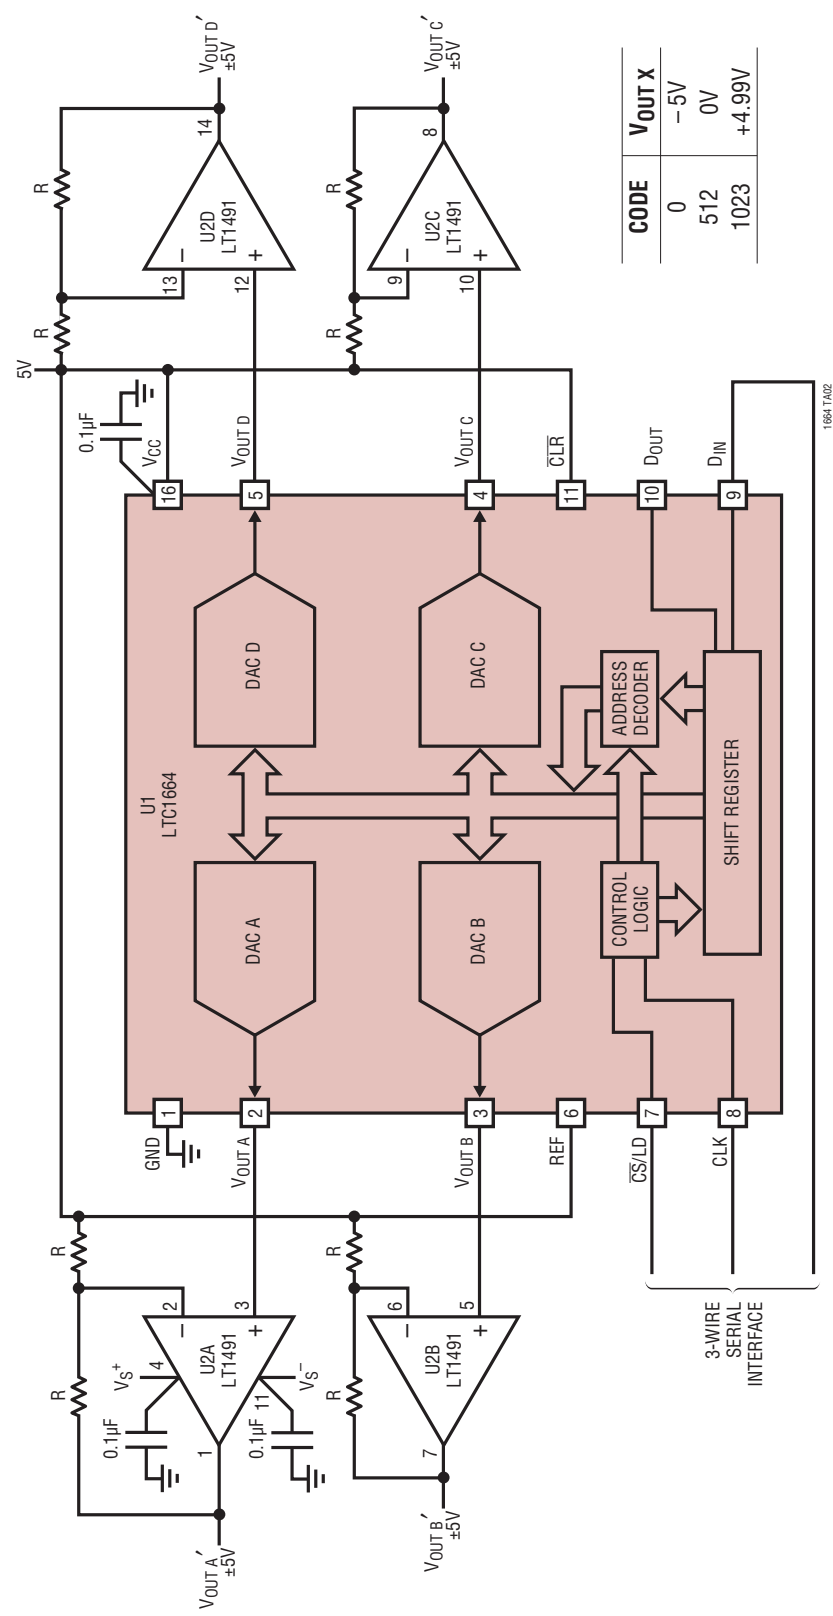 5V
R
R
R
R
0.1µF
VS+
4
2
3
1
11
VS−
0.1µF
0.1µF
−
+
U2A
LT1491
VOUT A′
±5V
GND
1
VOUT A
2
U1
LTC1664
DAC A
DAC D
16
VCC
VOUT D
5
13
12
14
−
+
U2D
LT1491
VOUT D′
±5V
R
R
R
R
6
5
7
−
+
U2B
LT1491
VOUT B′
±5V
VOUT B
3
DAC B
DAC C
4
VOUT C
9
10
8
−
+
U2C
LT1491
VOUT C′
±5V
REF
6
11
CLR
CS/LD
7
CONTROL
LOGIC
ADDRESS
DECODER
10
DOUT
CLK
8
SHIFT REGISTER
9
DIN
3-WIRE
SERIAL
INTERFACE
CODE VOUT X
0 −5V
512 0V
1023 +4.99V
1664 TA02